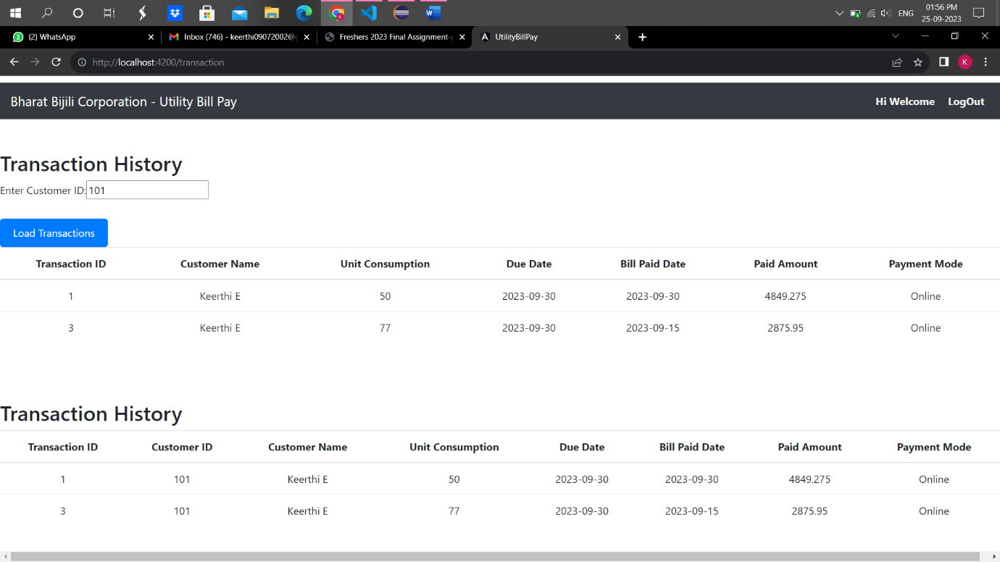 01:56 PM
ENG
25-09-2023
(2) WhatsApp
Inbox (746) - keerthi09072002@g
Freshers 2023 Final Assignment-p
UtilityBillPay
http://localhost:4200/transaction
K
Bharat Bijili Corporation - Utility Bill Pay Hi Welcome LogOut
Transaction History
Enter Customer ID: 101
Load Transactions
Transaction ID Customer Name Unit Consumption Due Date Bill Paid Date Paid Amount Payment Mode
1 Keerthi E 50 2023-09-30 2023-09-30 4849.275 Online
3 Keerthi E 77 2023-09-30 2023-09-15 2875.95 Online
Transaction History
Transaction ID Customer ID Customer Name Unit Consumption Due Date Bill Paid Date Paid Amount Payment Mode
1 101 Keerthi E 50 2023-09-30 2023-09-30 4849.275 Online
3 101 Keerthi E 77 2023-09-30 2023-09-15 2875.95 Online